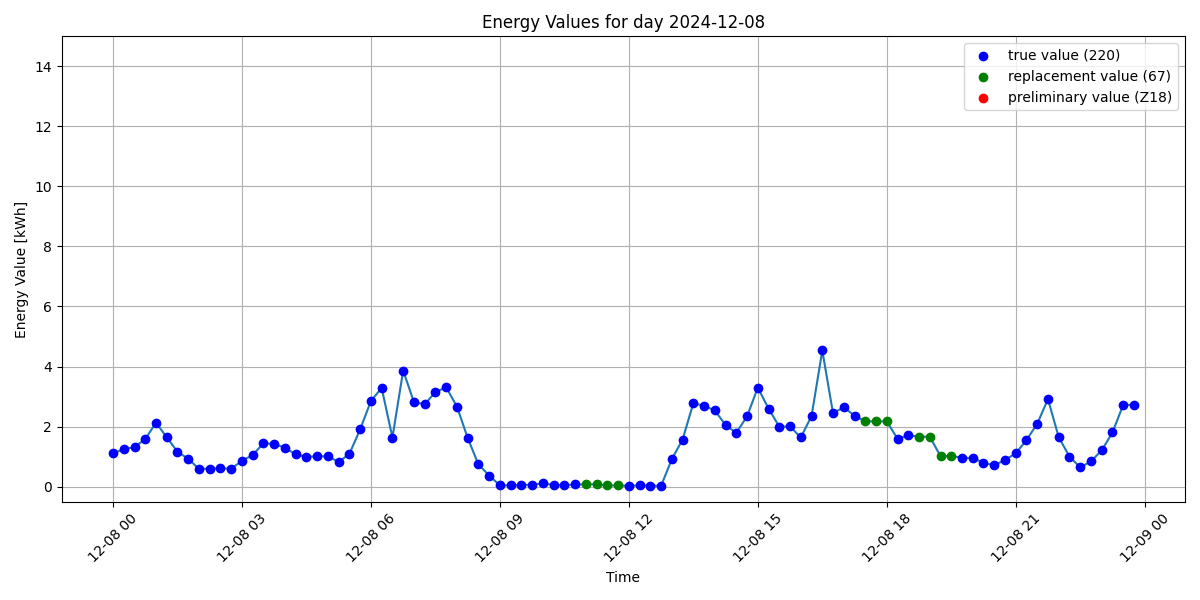 Energy Values for day 2024-12-08
true value (220)
replacement value (67)
preliminary value (Z18)
Energy Value [kWh]
14
12
10
8
6
4
2
0
12-08 00
12-08 03
12-08 06
12-08 09
12-08 12
12-08 15
12-08 18
12-08 21
12-09 00
Time